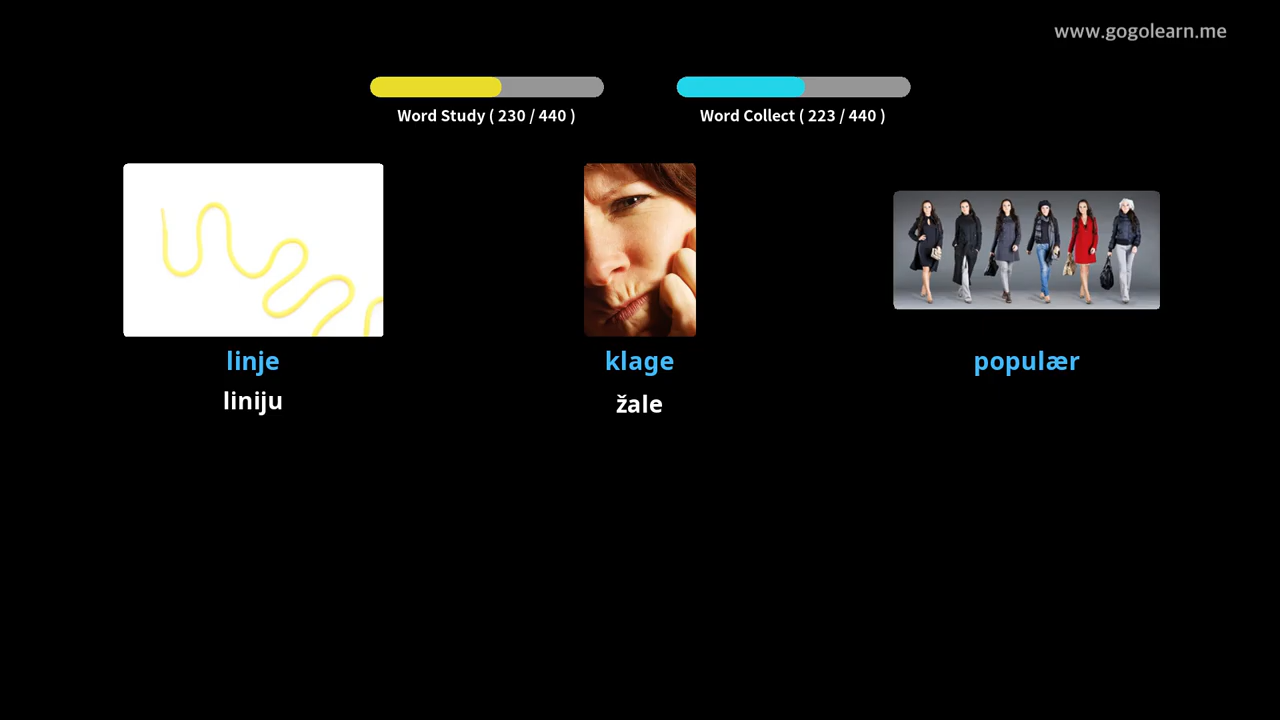 www.gogolearn.me
Word Study ( 230 / 440 )
Word Collect ( 223 / 440 )
linje
liniju
klage
žale
populær